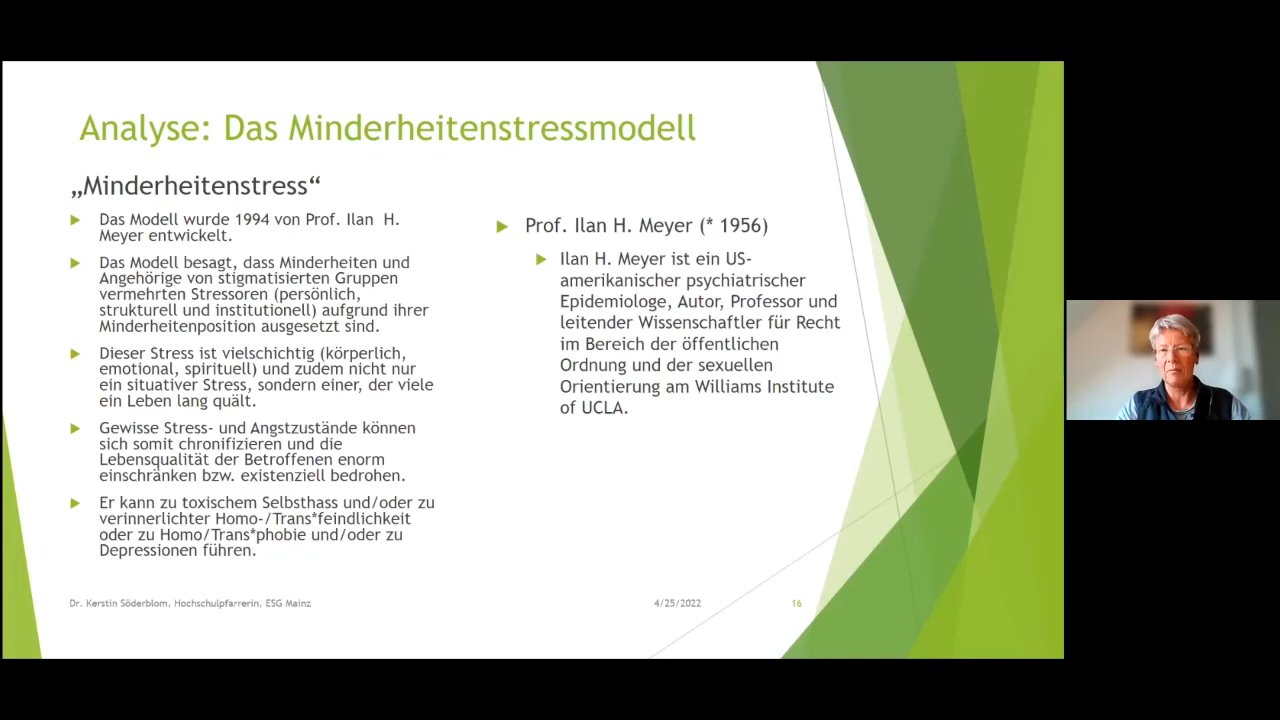 Analyse: Das Minderheitenstressmodell
„Minderheitenstress“
Das Modell wurde 1994 von Prof. Ilan H.
Meyer entwickelt.
Das Modell besagt, dass Minderheiten und
Angehörige von stigmatisierten Gruppen
vermehrten Stressoren (persönlich,
strukturell und institutionell) aufgrund ihrer
Minderheitenposition ausgesetzt sind.
Dieser Stress ist vielschichtig (körperlich,
emotional, spirituell) und zudem nicht nur
ein situativer Stress, sondern einer, der viele
ein Leben lang quält.
Gewisse Stress- und Angstzustände können
sich somit chronifizieren und die
Lebensqualität der Betroffenen enorm
einschränken bzw. existenziell bedrohen.
Er kann zu toxischem Selbsthass und/oder zu
verinnerlichter Homo-/Trans*feindlichkeit
oder zu Homo/Trans*phobie und/oder zu
Depressionen führen.
Prof. Ilan H. Meyer (* 1956)
Ilan H. Meyer ist ein US-
amerikanischer psychiatrischer
Epidemiologe, Autor, Professor und
leitender Wissenschaftler für Recht
im Bereich der öffentlichen
Ordnung und der sexuellen
Orientierung am Williams Institute
of UCLA.
Dr. Kerstin Söderblom, Hochschulpfarrerin, ESG Mainz
4/25/2022
16